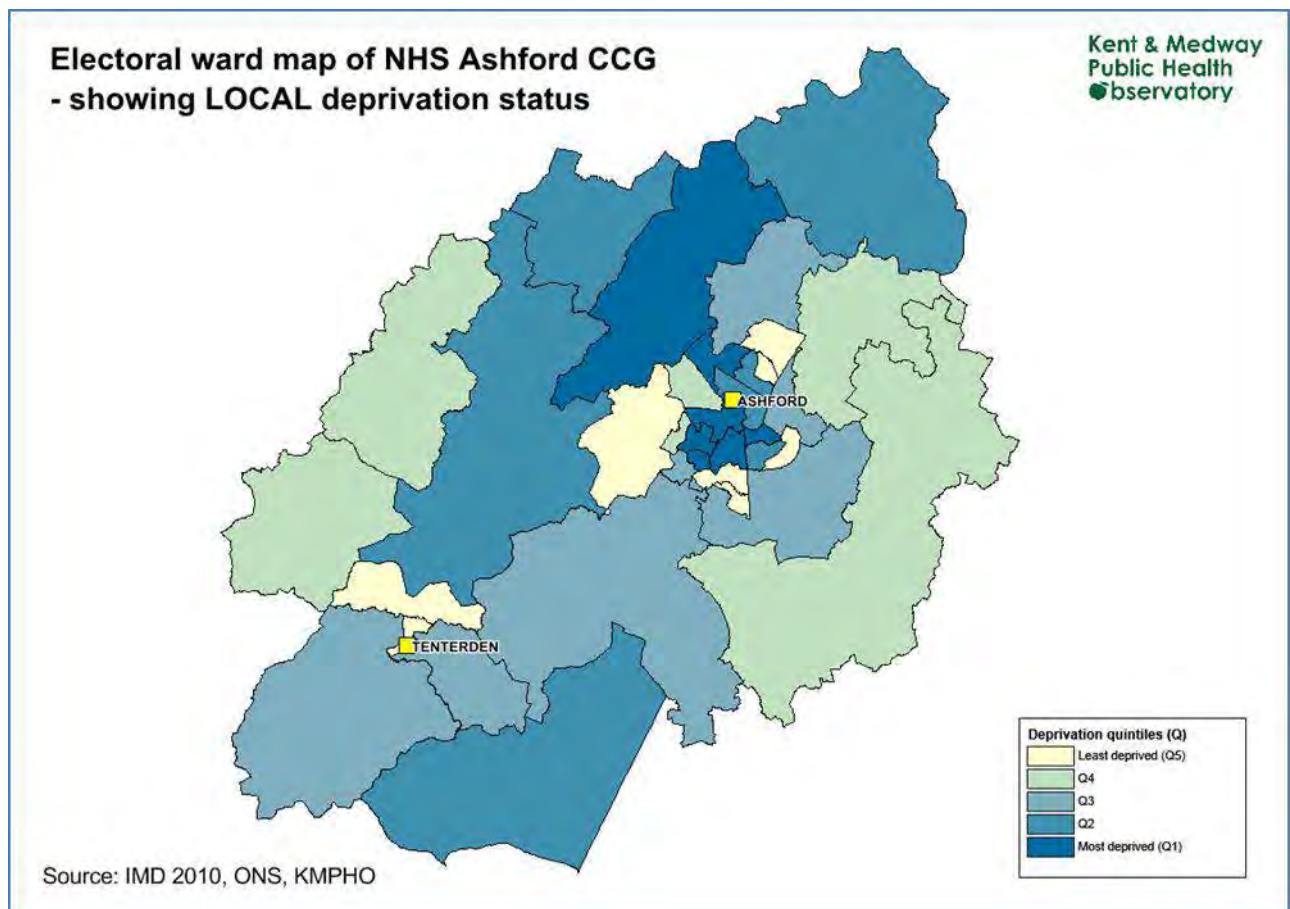 Electoral ward map of NHS Ashford CCG
- showing LOCAL deprivation status
Kent & Medway
Public Health
Observatory
ASHFORD
TENTERDEN
Deprivation quintiles (Q)
Least deprived (Q5)
Q4
Q3
Q2
Most deprived (Q1)
Source: IMD 2010, ONS, KMPHO